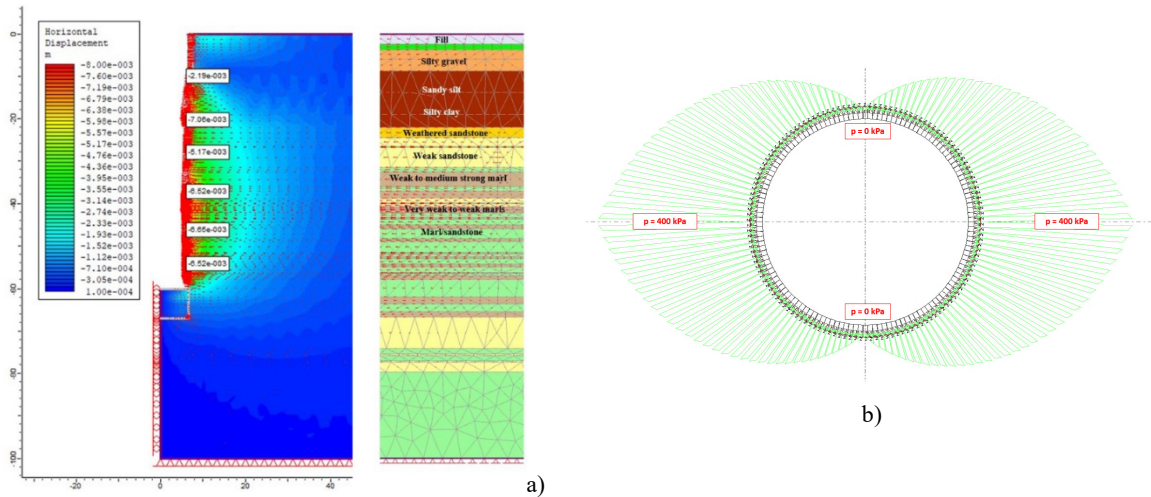 Horizontal
Displacement
m
-8.00e-003
-7.60e-003
-7.19e-003
-6.79e-003
-6.38e-003
-5.98e-003
-5.57e-003
-5.17e-003
-4.76e-003
-4.36e-003
-3.95e-003
-3.55e-003
-3.14e-003
-2.74e-003
-2.33e-003
-1.93e-003
-1.52e-003
-1.12e-003
-7.10e-004
-3.05e-004
1.00e-004
0
-20
-40
-60
-80
-100
-20
0
20
40
-2.19e-003
-7.06e-003
-6.17e-003
-6.52e-003
-6.65e-003
-6.52e-003
Fill
Silty gravel
Sandy silt
Silty clay
Weathered sandstone
Weak sandstone
Weak to medium strong marl
Very weak to weak marls
Marl/sandstone
a)
p = 0 kPa
p = 400 kPa
p = 400 kPa
p = 0 kPa
b)